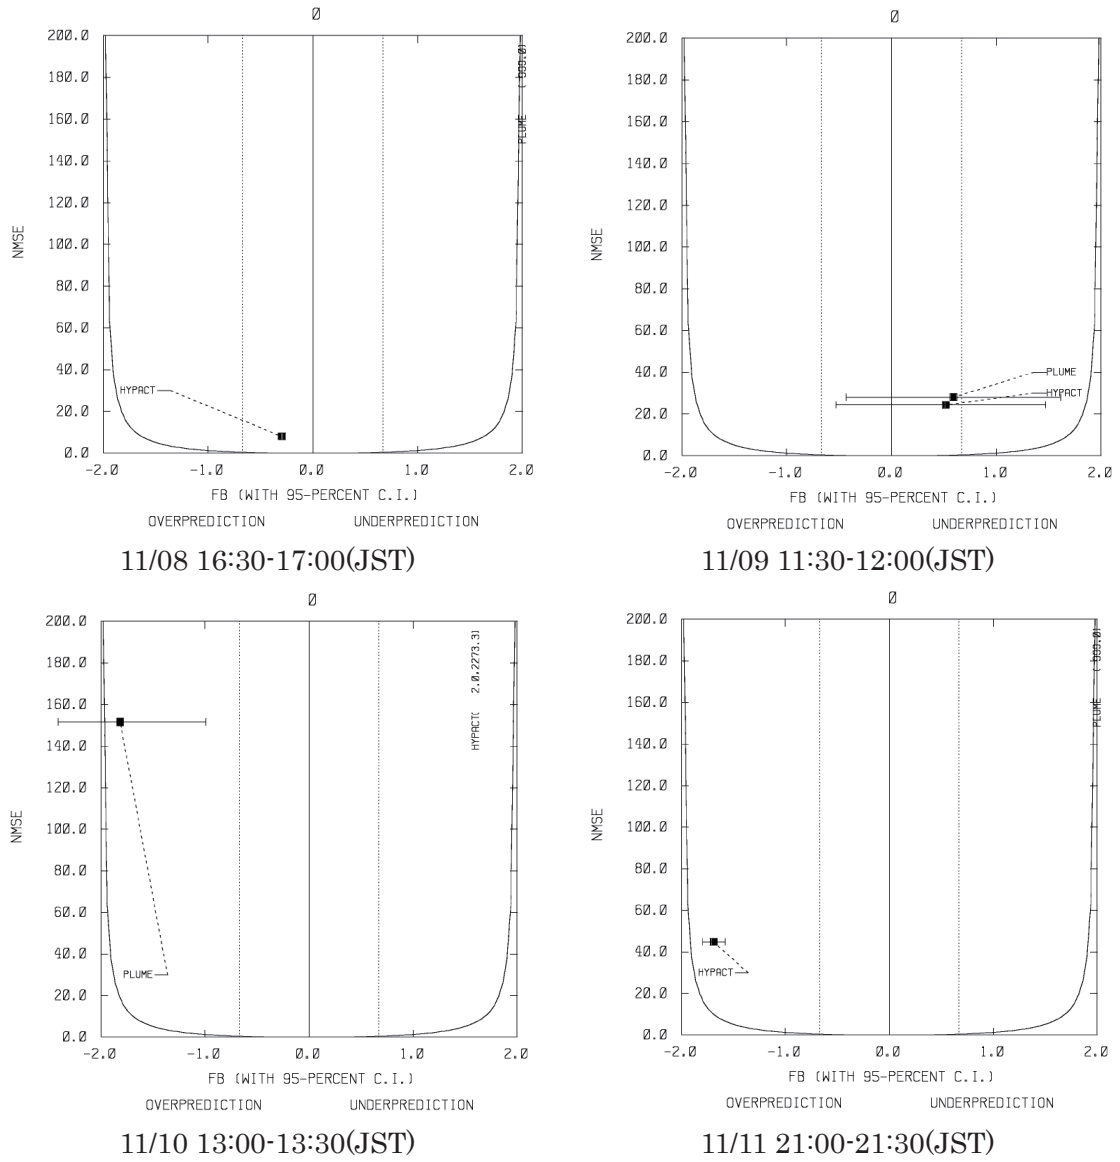 Ø
200.0
180.0
160.0
140.0
120.0
100.0
80.0
60.0
40.0
20.0
0.0
NMSE
HYPACT
-2.0 -1.0 0.0 1.0 2.0
FB (WITH 95-PERCENT C.I.)
OVERPREDICTION UNDERPREDICTION
11/08 16:30-17:00(JST)
Ø
200.0
180.0
160.0
140.0
120.0
100.0
80.0
60.0
40.0
20.0
0.0
NMSE
PLUME
HYPACT
-2.0 -1.0 0.0 1.0 2.0
FB (WITH 95-PERCENT C.I.)
OVERPREDICTION UNDERPREDICTION
11/09 11:30-12:00(JST)
Ø
200.0
180.0
160.0
140.0
120.0
100.0
80.0
60.0
40.0
20.0
0.0
NMSE
HYPACT( 2.0,2273.3)
PLUME
-2.0 -1.0 0.0 1.0 2.0
FB (WITH 95-PERCENT C.I.)
OVERPREDICTION UNDERPREDICTION
11/10 13:00-13:30(JST)
Ø
200.0
180.0
160.0
140.0
120.0
100.0
80.0
60.0
40.0
20.0
0.0
NMSE
PLUME
HYPACT
-2.0 -1.0 0.0 1.0 2.0
FB (WITH 95-PERCENT C.I.)
OVERPREDICTION UNDERPREDICTION
11/11 21:00-21:30(JST)